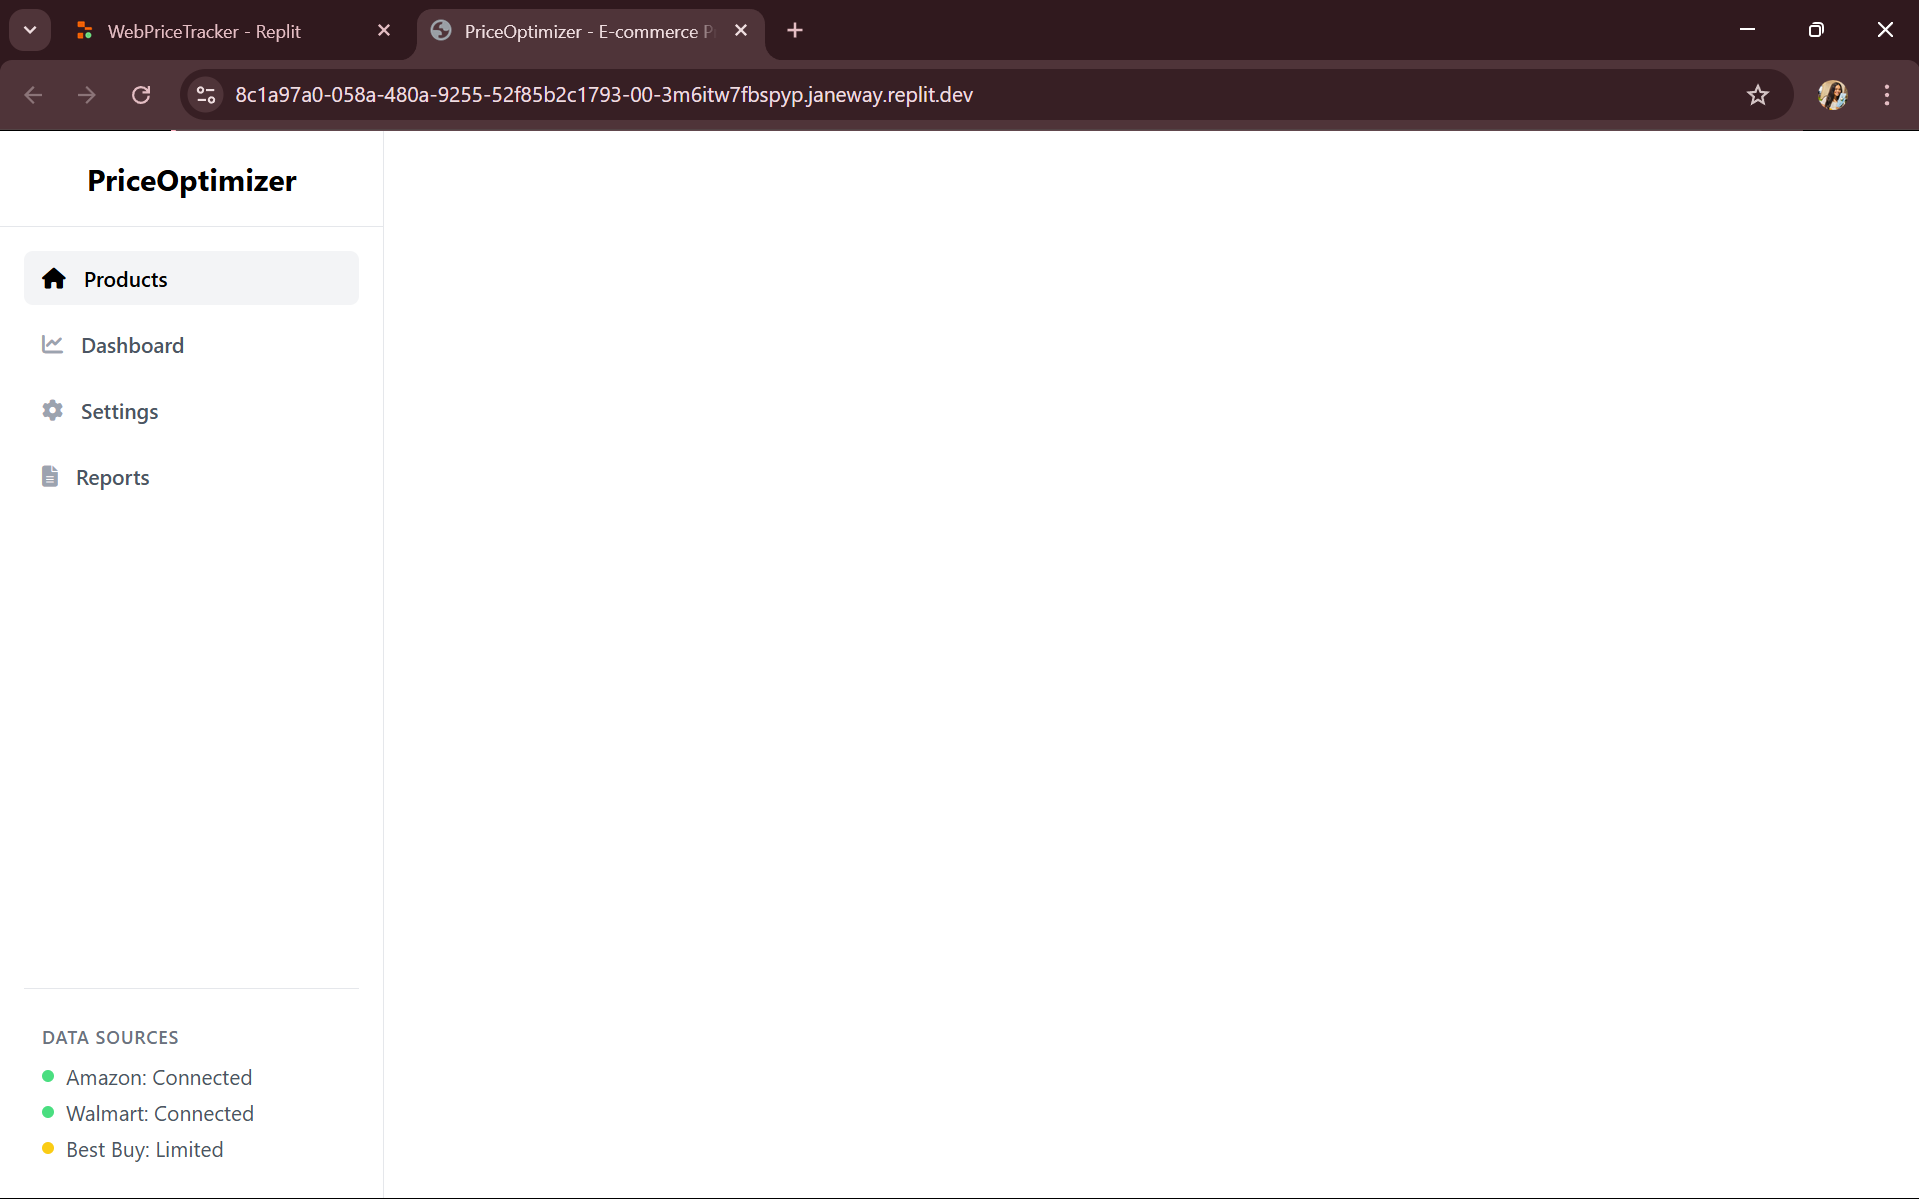 WebPriceTracker - Replit
PriceOptimizer - E-commerce P
8c1a97a0-058a-480a-9255-52f85b2c1793-00-3m6itw7fbspyp.janeway.replit.dev
PriceOptimizer
Products
Dashboard
Settings
Reports
DATA SOURCES
Amazon: Connected
Walmart: Connected
Best Buy: Limited